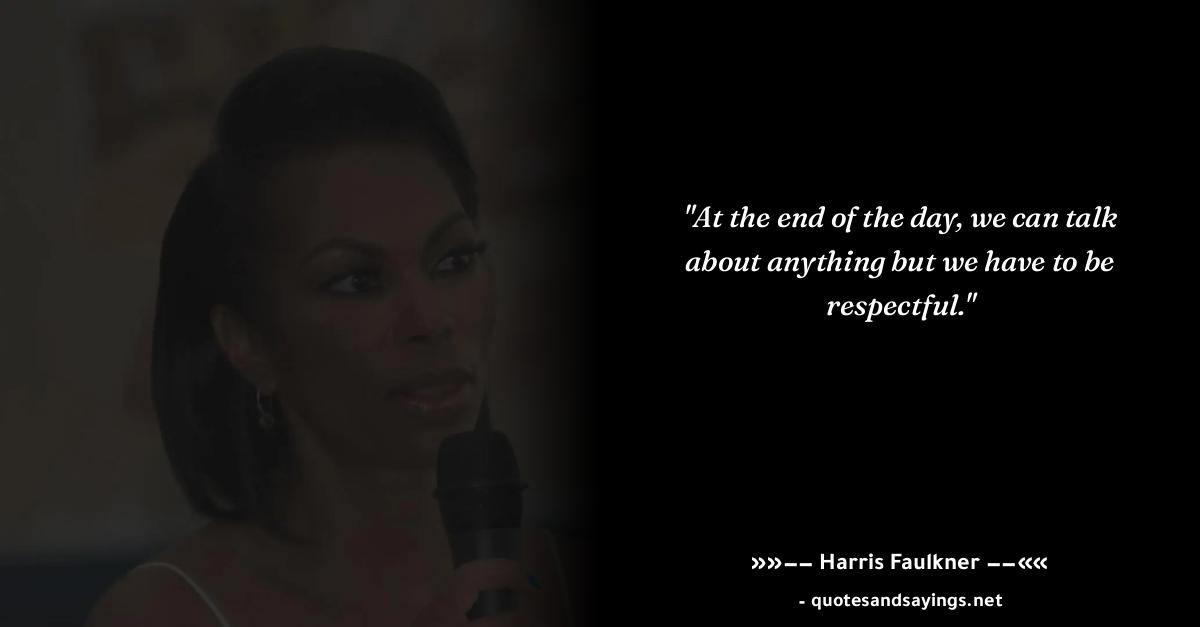 "At the end of the day, we can talk
about anything but we have to be
respectful."
»»−− Harris Faulkner −−««
- quotesandsayings.net